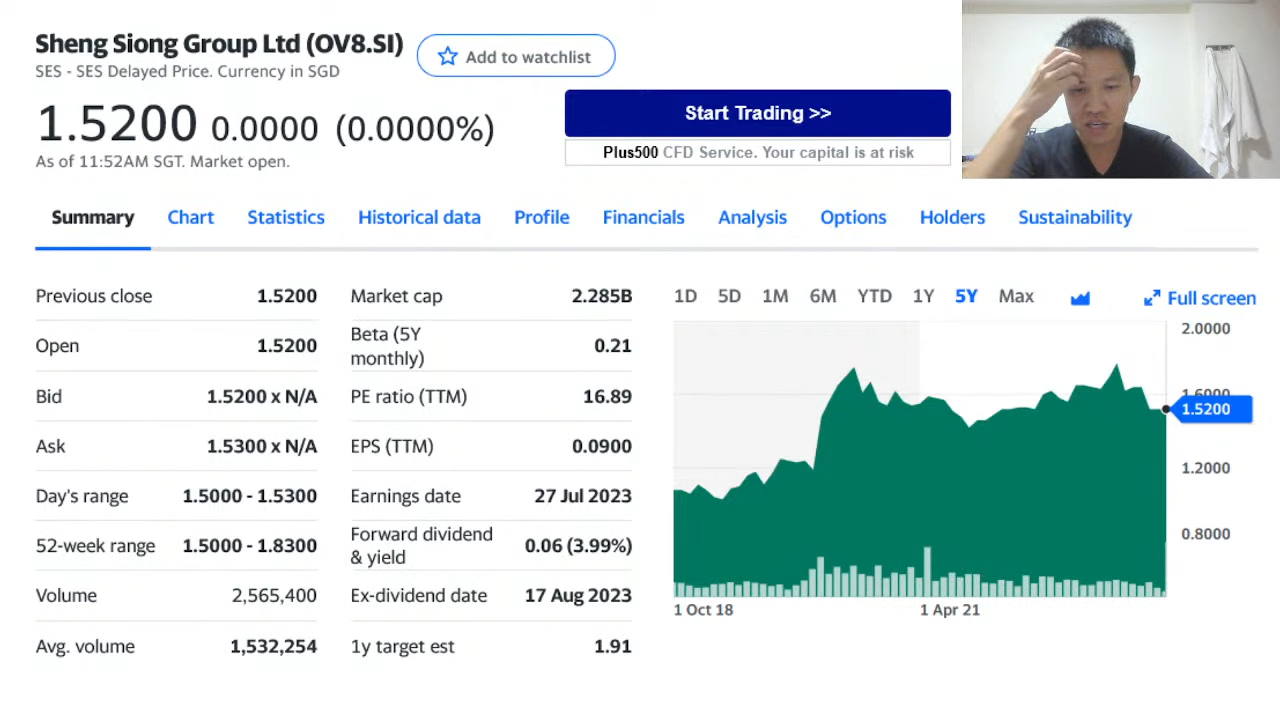 Sheng Siong Group Ltd (OV8.SI)
Add to watchlist
SES - SES Delayed Price. Currency in SGD
1.5200 0.0000 (0.0000%)
As of 11:52AM SGT. Market open.
Start Trading >>
Plus500 CFD Service. Your capital is at risk
Summary Chart Statistics Historical data Profile Financials Analysis Options Holders Sustainability
Previous close 1.5200
Open 1.5200
Bid 1.5200 x N/A
Ask 1.5300 x N/A
Day's range 1.5000 - 1.5300
52-week range 1.5000 - 1.8300
Volume 2,565,400
Avg. volume 1,532,254
Market cap 2.285B
Beta (5Y
monthly) 0.21
PE ratio (TTM) 16.89
EPS (TTM) 0.0900
Earnings date 27 Jul 2023
Forward dividend
& yield 0.06 (3.99%)
Ex-dividend date 17 Aug 2023
1y target est 1.91
1D 5D 1M 6M YTD 1Y 5Y Max Full screen
2.0000
1.6000
1.5200
1.2000
0.8000
1 Oct 18 1 Apr 21